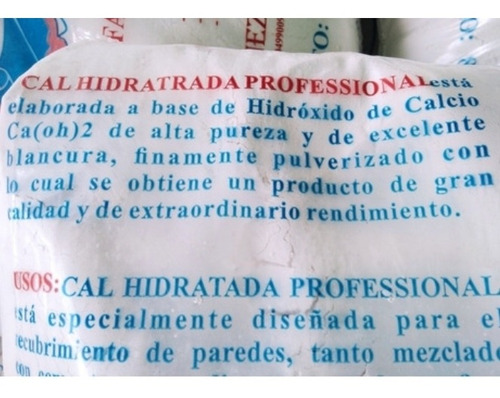 CAL HIDRATRADA PROFESSIONAL está
elaborada a base de Hidróxido de Calcio
Ca(oh)2 de alta pureza y de excelente
blancura, finamente pulverizado con
lo cual se obtiene un producto de gran
calidad y de extraordinario rendimiento.
USOS: CAL HIDRATADA PROFESSIONAL
está especialmente diseñada para el
recubrimiento de paredes, tanto mezclado